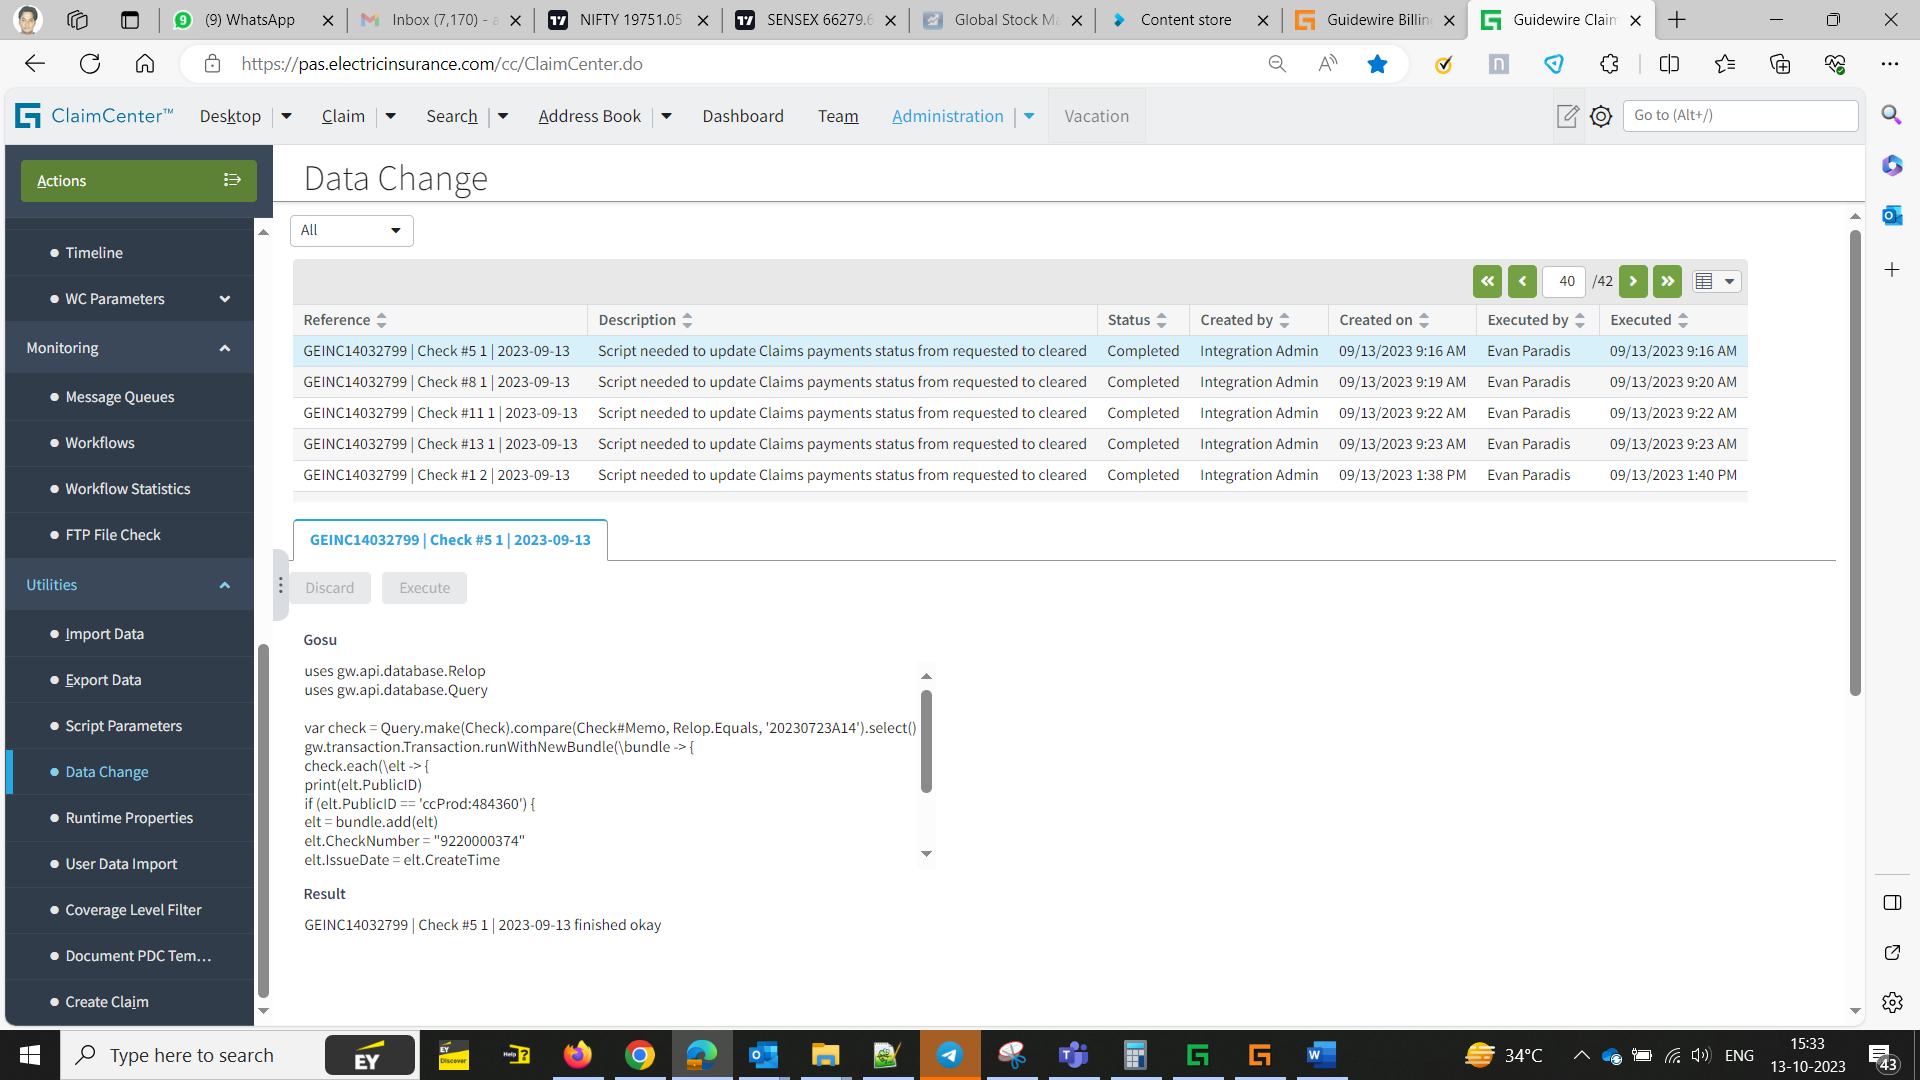 (9) WhatsApp
Inbox (7,170) - a
NIFTY 19751.05
SENSEX 66279.6
Global Stock Ma
Content store
Guidewire Billin
Guidewire Claim
https://pas.electricinsurance.com/cc/ClaimCenter.do
ClaimCenter™
Desktop
Claim
Search
Address Book
Dashboard
Team
Administration
Vacation
Go to (Alt+/)
Actions
Timeline
WC Parameters
Monitoring
Message Queues
Workflows
Workflow Statistics
FTP File Check
Utilities
Import Data
Export Data
Script Parameters
Data Change
Runtime Properties
User Data Import
Coverage Level Filter
Document PDC Tem...
Create Claim
Data Change
All
40 /42
Reference Description Status Created by Created on Executed by Executed
GEINC14032799 | Check #5 1 | 2023-09-13 Script needed to update Claims payments status from requested to cleared Completed Integration Admin 09/13/2023 9:16 AM Evan Paradis 09/13/2023 9:16 AM
GEINC14032799 | Check #8 1 | 2023-09-13 Script needed to update Claims payments status from requested to cleared Completed Integration Admin 09/13/2023 9:19 AM Evan Paradis 09/13/2023 9:20 AM
GEINC14032799 | Check #11 1 | 2023-09-13 Script needed to update Claims payments status from requested to cleared Completed Integration Admin 09/13/2023 9:22 AM Evan Paradis 09/13/2023 9:22 AM
GEINC14032799 | Check #13 1 | 2023-09-13 Script needed to update Claims payments status from requested to cleared Completed Integration Admin 09/13/2023 9:23 AM Evan Paradis 09/13/2023 9:23 AM
GEINC14032799 | Check #1 2 | 2023-09-13 Script needed to update Claims payments status from requested to cleared Completed Integration Admin 09/13/2023 1:38 PM Evan Paradis 09/13/2023 1:40 PM
GEINC14032799 | Check #5 1 | 2023-09-13
Discard
Execute
Gosu
uses gw.api.database.Relop
uses gw.api.database.Query
var check = Query.make(Check).compare(Check#Memo, Relop.Equals, '20230723A14').select()
gw.transaction.Transaction.runWithNewBundle(\bundle -> {
check.each(\elt -> {
print(elt.PublicID)
if (elt.PublicID == 'ccProd:484360') {
elt = bundle.add(elt)
elt.CheckNumber = "9220000374"
elt.IssueDate = elt.CreateTime
Result
GEINC14032799 | Check #5 1 | 2023-09-13 finished okay
Type here to search
EY
EY
Discover
Help?
34°C
ENG
15:33
13-10-2023
43